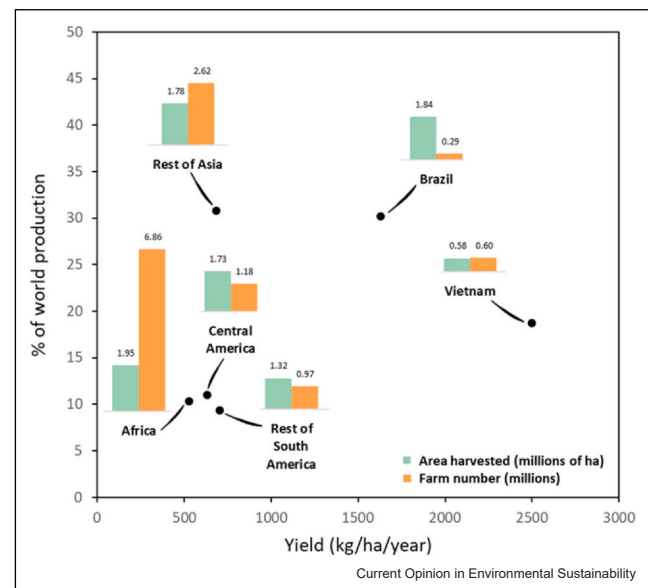 50
45
40
35
30
25
20
15
10
5
0
% of world production
1.78
2.62
Rest of Asia
1.84
0.29
Brazil
0.58
0.60
Vietnam
6.86
1.95
Africa
1.73
1.18
Central
America
1.32
0.97
Rest of
South
America
Area harvested (millions of ha)
Farm number (millions)
0
500
1000
1500
2000
2500
3000
Yield (kg/ha/year)
Current Opinion in Environmental Sustainability